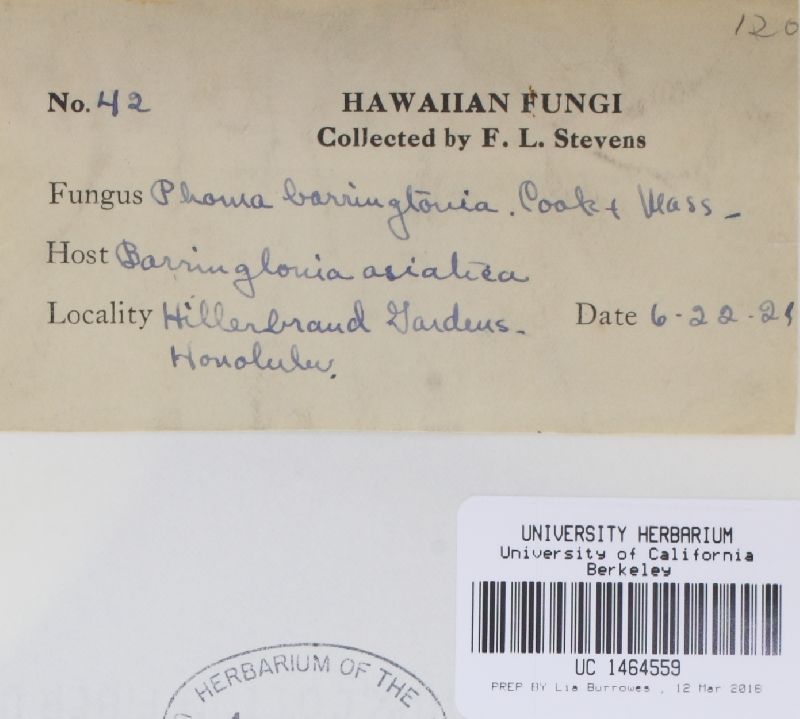 120
No. 42
HAWAIIAN FUNGI
Collected by F. L. Stevens
Fungus Phoma barringtonia. Cook & Mass -
Host Barringtonia asiatica
Locality Hillerbrand Gardens.
Date 6-22-21
Honolulu.
UNIVERSITY HERBARIUM
University of California
Berkeley
UC 1464559
PREP BY Lia Burrowes , 12 Mar 2016
HERBARIUM OF THE